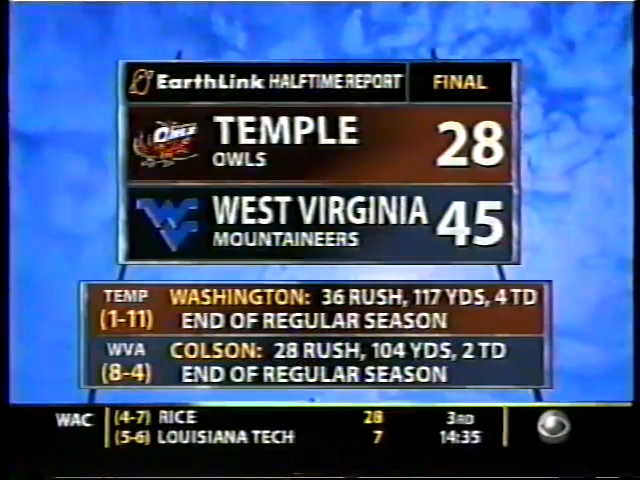 EarthLink HALFTIME REPORT FINAL
OWLS
TEMPLE 28
OWLS
WV
WEST VIRGINIA 45
MOUNTAINEERS
TEMP WASHINGTON: 36 RUSH, 117 YDS, 4 TD
(1-11) END OF REGULAR SEASON
WVA COLSON: 28 RUSH, 104 YDS, 2 TD
(8-4) END OF REGULAR SEASON
WAC (4-7) RICE 28 3RD
(5-6) LOUISIANA TECH 7 14:35